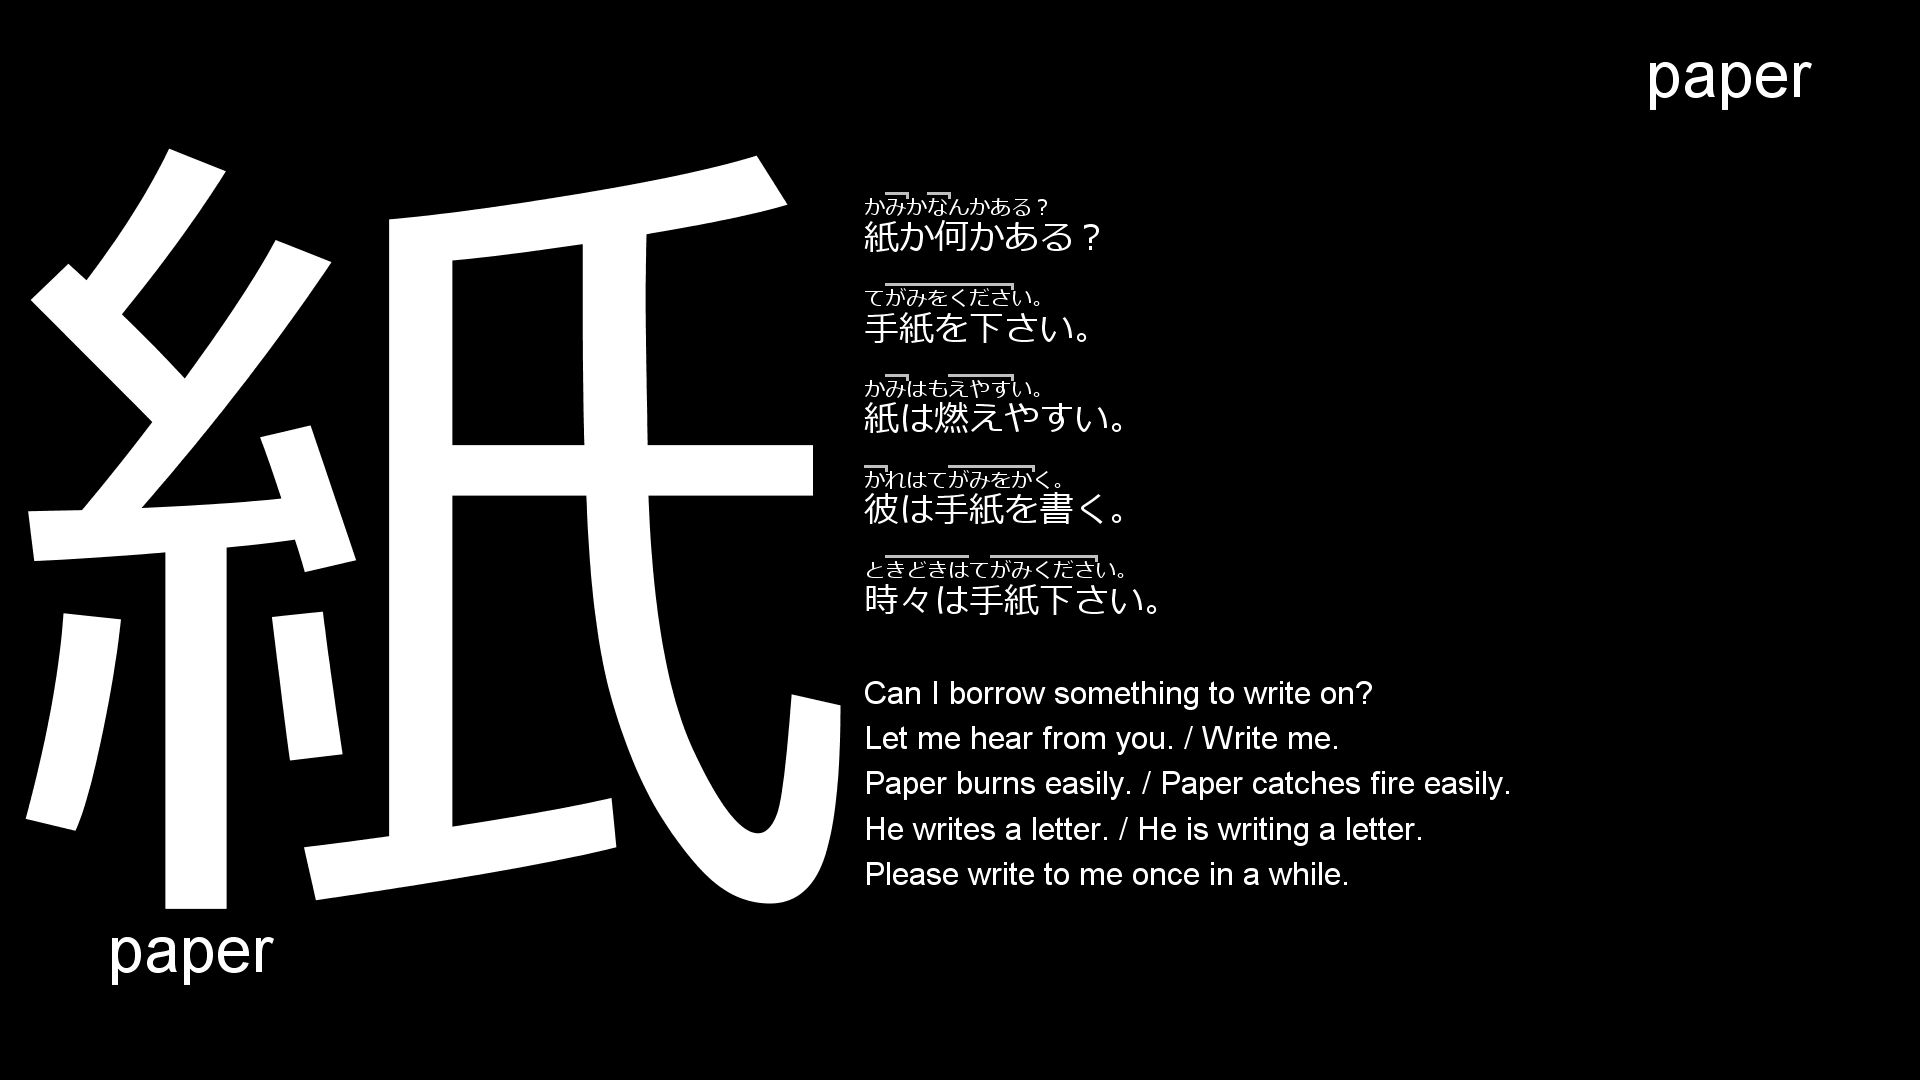 paper
紙
かみかなんかある？
紙か何かある？
てがみをください。
手紙を下さい。
かみはもえやすい。
紙は燃えやすい。
かれはてがみをかく。
彼は手紙を書く。
ときどきはてがみください。
時々は手紙下さい。
Can I borrow something to write on?
Let me hear from you. / Write me.
Paper burns easily. / Paper catches fire easily.
He writes a letter. / He is writing a letter.
Please write to me once in a while.
paper